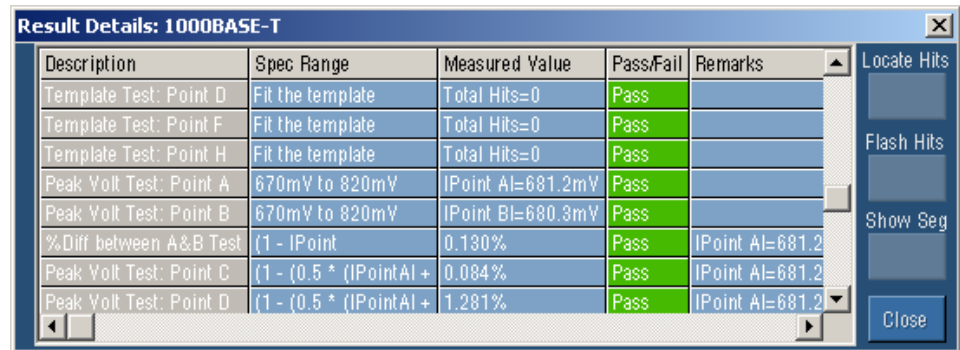 Result Details: 1000BASE-T
Description Spec Range Measured Value Pass/Fail Remarks
Template Test: Point D Fit the template Total Hits=0 Pass
Template Test: Point F Fit the template Total Hits=0 Pass
Template Test: Point H Fit the template Total Hits=0 Pass
Peak Volt Test: Point A 670mV to 820mV IPoint AI=681.2mV Pass
Peak Volt Test: Point B 670mV to 820mV IPoint BI=680.3mV Pass
%Diff between A&B Test (1 - IPoint 0.130% Pass IPoint AI=681.2
Peak Volt Test: Point C (1 - (0.5 * (IPointAI + 0.084% Pass IPoint AI=681.2
Peak Volt Test: Point D (1 - (0.5 * (IPointAI + 1.281% Pass IPoint AI=681.2
Locate Hits
Flash Hits
Show Seg
Close